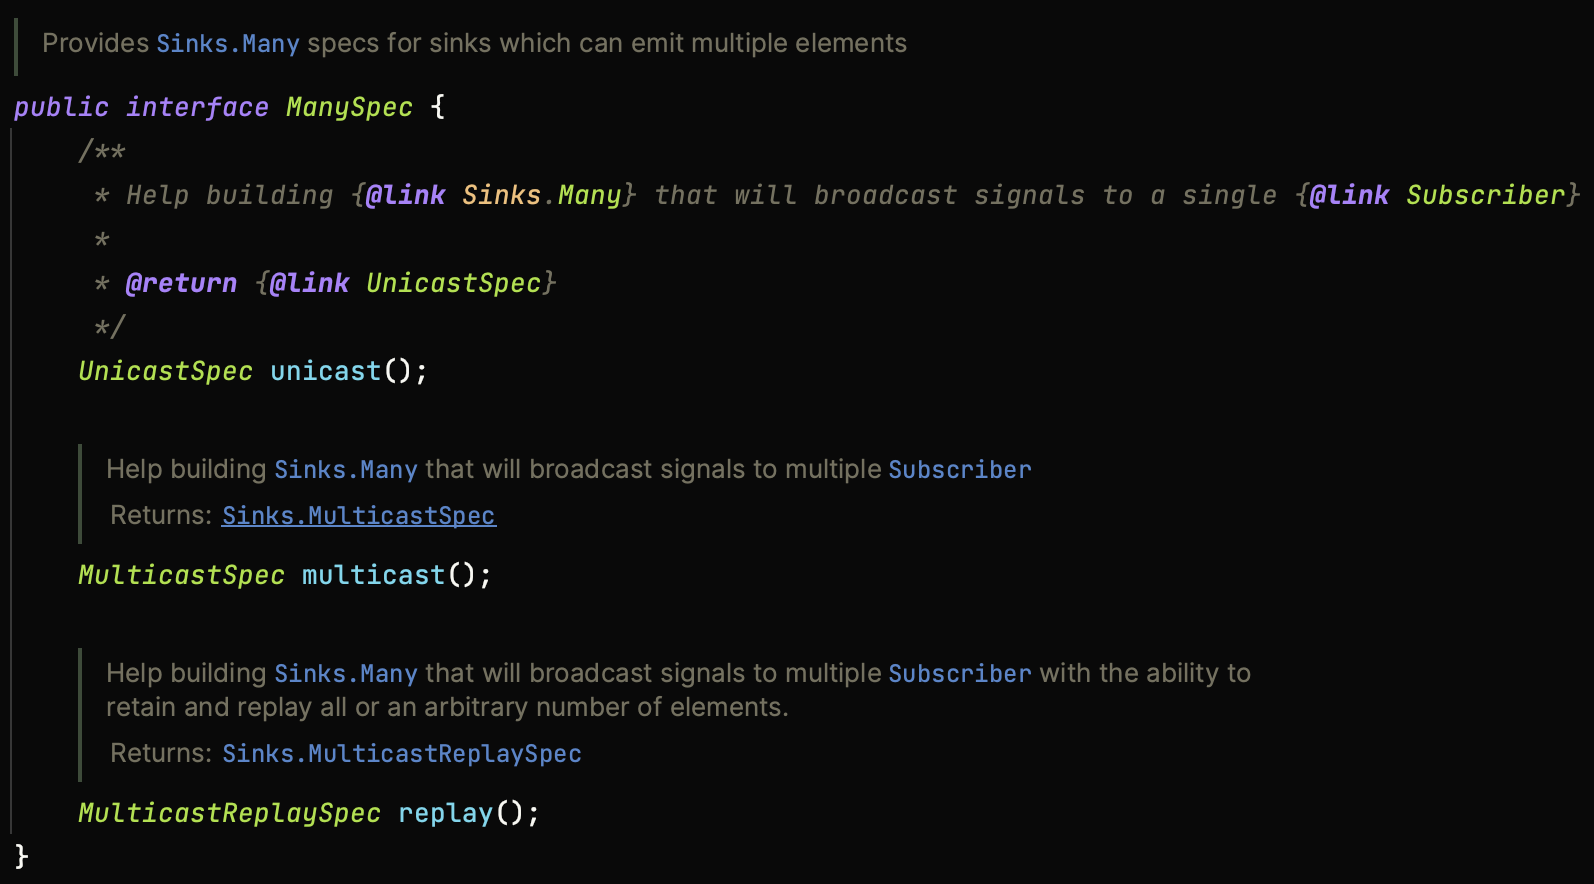 Provides Sinks.Many specs for sinks which can emit multiple elements
public interface ManySpec {
/**
* Help building {@link Sinks.Many} that will broadcast signals to a single {@link Subscriber}
*
* @return {@link UnicastSpec}
*/
UnicastSpec unicast();
Help building Sinks.Many that will broadcast signals to multiple Subscriber
Returns: Sinks.MulticastSpec
MulticastSpec multicast();
Help building Sinks.Many that will broadcast signals to multiple Subscriber with the ability to
retain and replay all or an arbitrary number of elements.
Returns: Sinks.MulticastReplaySpec
MulticastReplaySpec replay();
}